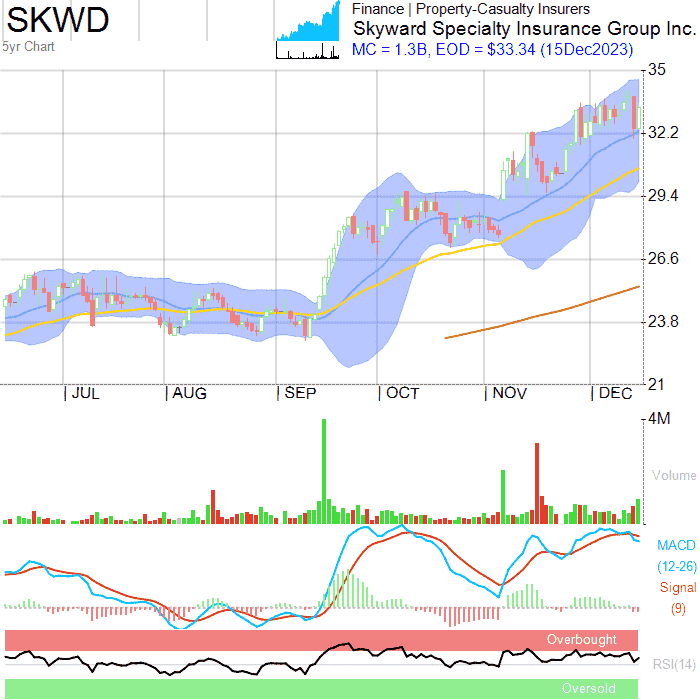 SKWD
5yr Chart
Finance | Property-Casualty Insurers
Skyward Specialty Insurance Group Inc.
MC = 1.3B, EOD = $33.34 (15Dec2023)
35
32.2
29.4
26.6
23.8
21
| JUL | AUG | SEP | OCT | NOV | DEC
4M
Volume
MACD
(12-26)
Signal
(9)
Overbought
RSI(14)
Oversold